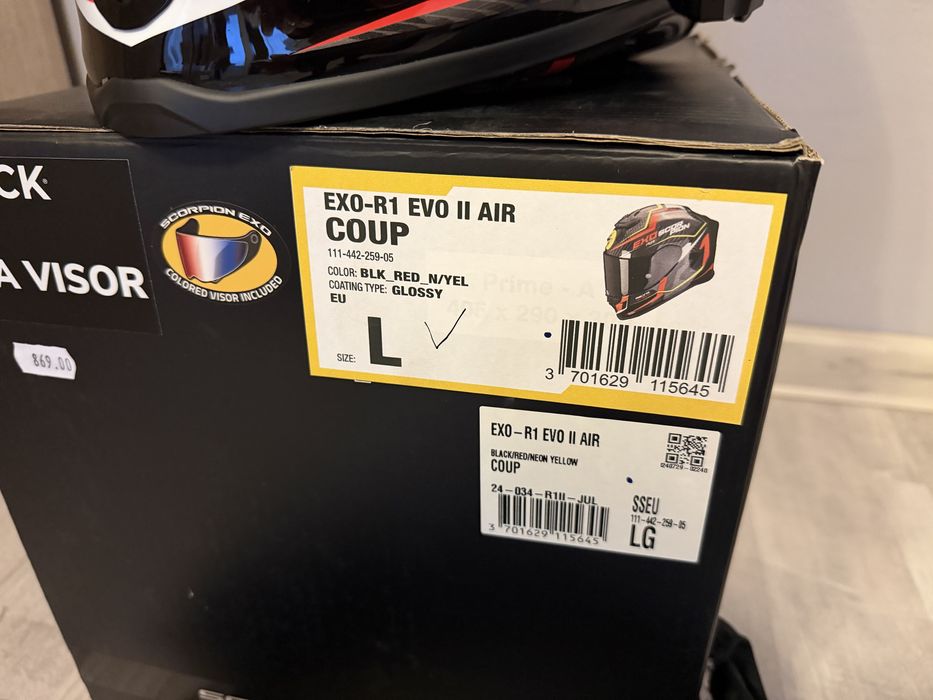 CK
A VISOR
SCORPION EXO
COLORED VISOR INCLUDED
869.00
EXO-R1 EVO II AIR
COUP
111-442-259-05
COLOR: BLK_RED_N/YEL
COATING TYPE: GLOSSY
EU
SIZE: L
EXO SCORPION
3 701629 115645
EXO-R1 EVO II AIR
BLACK/RED/NEON YELLOW
COUP
24-034-R1II-JUL
3 701629 115645
SSEU
111-442-259-05
LG